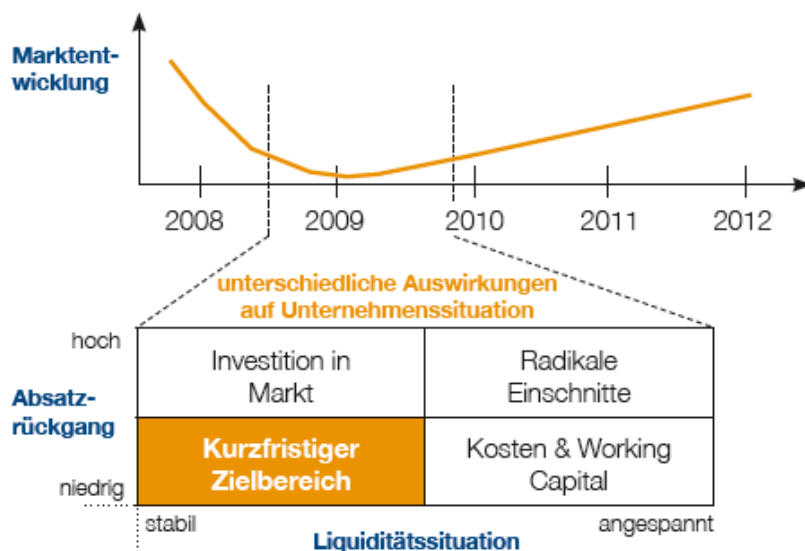 Marktent-
wicklung
2008 2009 2010 2011 2012
unterschiedliche Auswirkungen
auf Unternehmenssituation
hoch
Investition in
Markt
Radikale
Einschnitte
Absatz-
rückgang
Kurzfristiger
Zielbereich
Kosten & Working
Capital
niedrig
stabil
angespannt
Liquiditätssituation